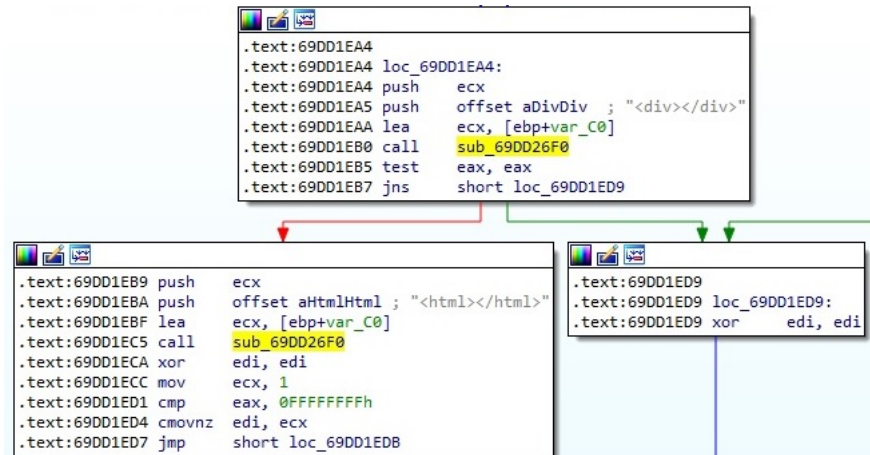 .text:69DD1EA4
.text:69DD1EA4 loc_69DD1EA4:
.text:69DD1EA4 push ecx
.text:69DD1EA5 push offset aDivDiv ; "<div></div>"
.text:69DD1EAA lea ecx, [ebp+var_C0]
.text:69DD1EB0 call sub_69DD26F0
.text:69DD1EB5 test eax, eax
.text:69DD1EB7 jns short loc_69DD1ED9
.text:69DD1EB9 push ecx
.text:69DD1EBA push offset aHtmlHtml ; "<html></html>"
.text:69DD1EBF lea ecx, [ebp+var_C0]
.text:69DD1EC5 call sub_69DD26F0
.text:69DD1ECA xor edi, edi
.text:69DD1ECC mov ecx, 1
.text:69DD1ED1 cmp eax, 0FFFFFFFFh
.text:69DD1ED4 cmovnz edi, ecx
.text:69DD1ED7 jmp short loc_69DD1EDB
.text:69DD1ED9
.text:69DD1ED9 loc_69DD1ED9:
.text:69DD1ED9 xor edi, edi